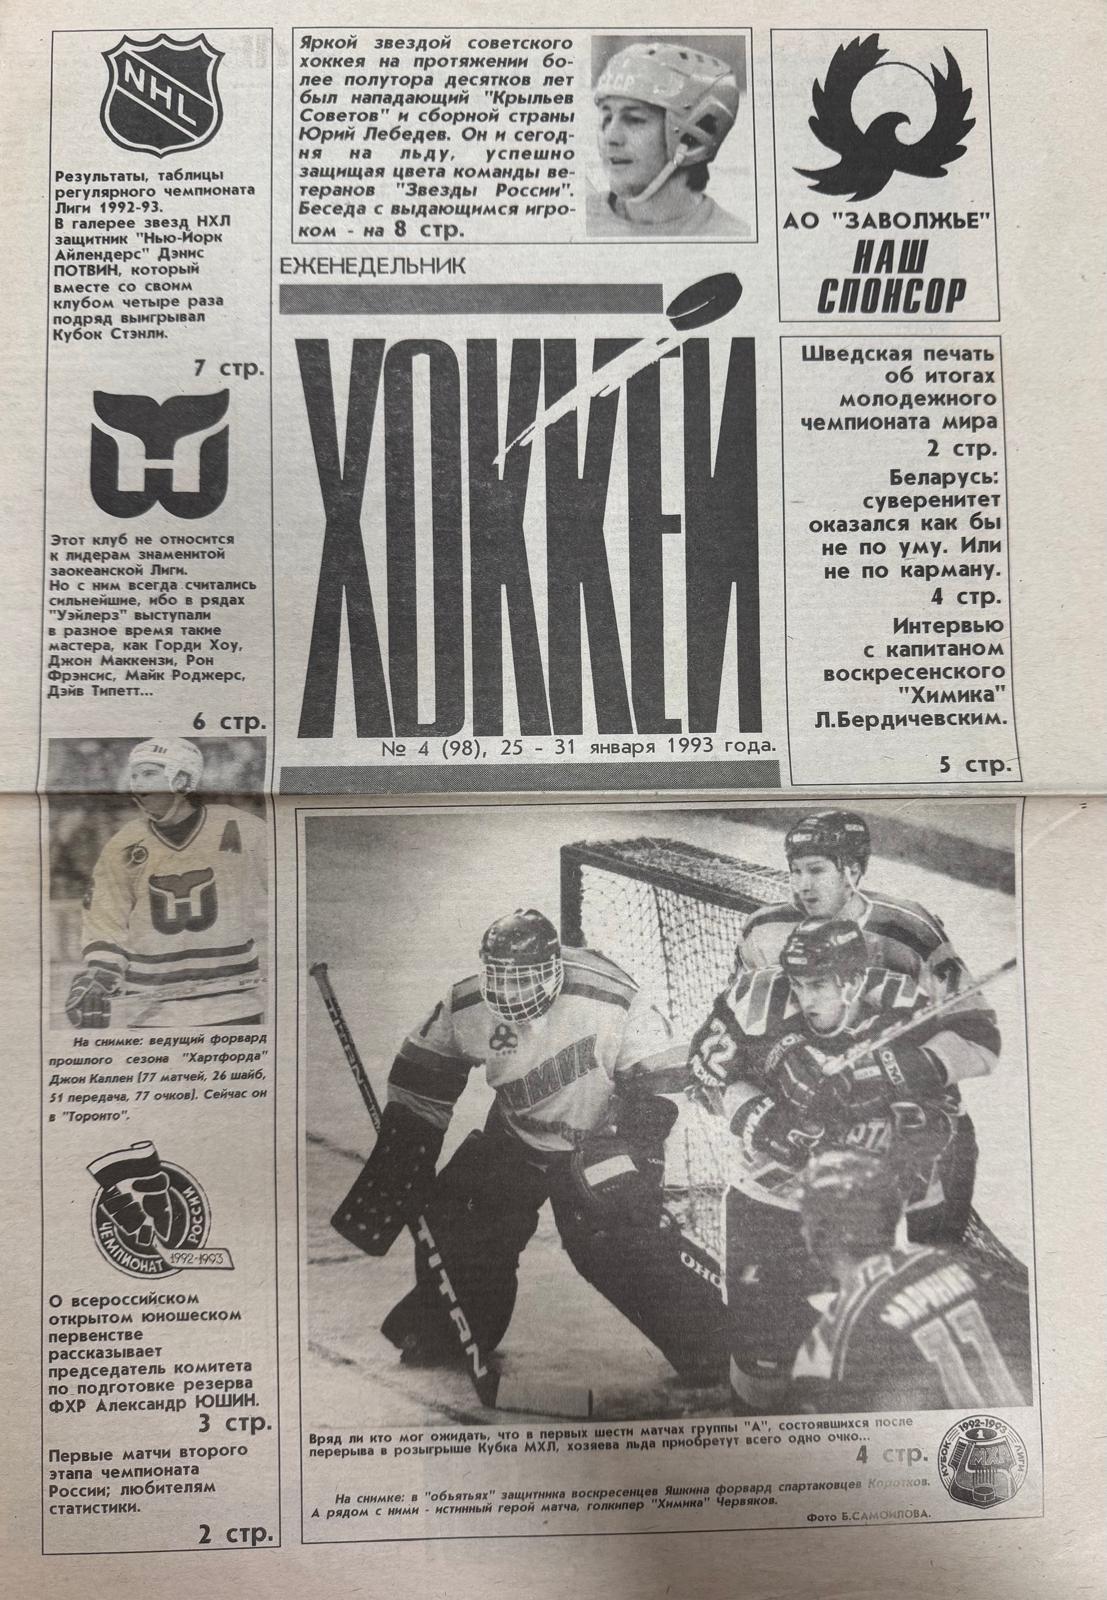 NHL
Результаты, таблицы
регулярного чемпионата
Лиги 1992-93.
В галерее звезд НХЛ
защитник "Нью-Йорк
Айлендерс" Дэнис
ПОТВИН, который
вместе со своим
клубом четыре раза
подряд выигрывал
Кубок Стэнли.
7 стр.
Этот клуб не относится
к лидерам знаменитой
заокеанской Лиги.
Но с ним всегда считались
сильнейшие, ибо в рядах
"Уэйлерз" выступали
в разное время такие
мастера, как Горди Хоу,
Джон Маккензи, Рон
Фрэнсис, Майк Роджерс,
Дэйв Типетт...
6 стр.
A
На снимке: ведущий форвард
прошлого сезона "Хартфорда"
Джон Каллен (77 матчей, 26 шайб,
51 передача, 77 очков). Сейчас он
в "Торонто".
ЧЕМПИОНАТ РОССИИ
1992-1993
О всероссийском
открытом юношеском
первенстве
рассказывает
председатель комитета
по подготовке резерва
ФХР Александр ЮШИН.
3 стр.
Первые матчи второго
этапа чемпионата
России; любителям
статистики.
2 стр.
Яркой звездой советского
хоккея на протяжении бо-
лее полутора десятков лет
был нападающий "Крыльев
Советов" и сборной страны
Юрий Лебедев. Он и сегод-
ня на льду, успешно
защищая цвета команды ве-
теранов "Звезды России".
Беседа с выдающимся игро-
ком - на 8 стр.
СССР
ЕЖЕНЕДЕЛЬНИК
ХОККЕЙ
№ 4 (98), 25 - 31 января 1993 года.
АО "ЗАВОЛЖЬЕ"
НАШ
СПОНСОР
Шведская печать
об итогах
молодежного
чемпионата мира
2 стр.
Беларусь:
суверенитет
оказался как бы
не по уму. Или
не по карману.
4 стр.
Интервью
с капитаном
воскресенского
"Химика"
Л.Бердичевским.
5 стр.
ХИМИК
22
CCM
TITAN
KOHO
77
Вряд ли кто мог ожидать, что в первых шести матчах группы "А", состоявшихся после
перерыва в розыгрыше Кубка МХЛ, хозяева льда приобретут всего одно очко...
4 стр.
На снимке: в "объятьях" защитника воскресенцев Яшкина форвард спартаковцев Коротков.
А рядом с ними - истинный герой матча, голкипер "Химика" Червяков.
Фото Б.САМОЙЛОВА.
КУБОК 1992-1993 ЛИГИ
1
МХЛ